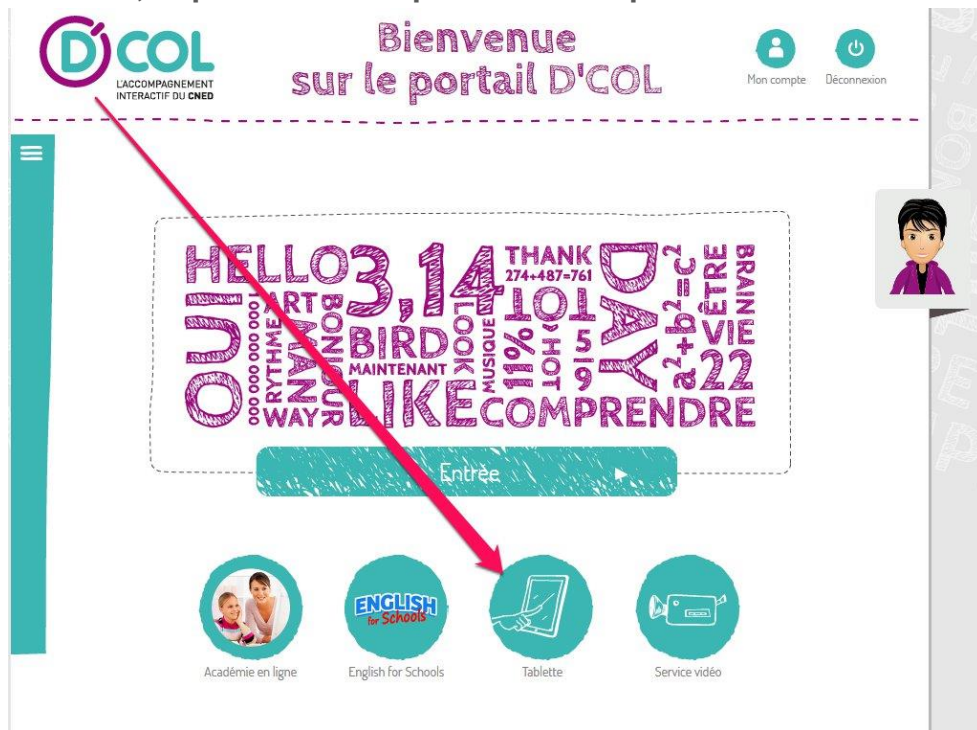 D'COL
L'ACCOMPAGNEMENT
INTERACTIF DU CNED
Bienvenue
sur le portail D'COL
Mon compte
Déconnexion
HELLO
OUI
1 000 000 000
RYTHME
ART
MAN
WAY
BONJOUR
3,14
BIRD
MAINTENANT
LIKE
LOOK
MUSIQUE
THANK
274+487=761
TOI
11%
HOT
5
9
DAY
a²+b²=c²
ÊTRE
VIE
22
BRAIN
COMPRENDRE
Entrée
ENGLISH
for Schools
Académie en ligne
English for Schools
Tablette
Service vidéo